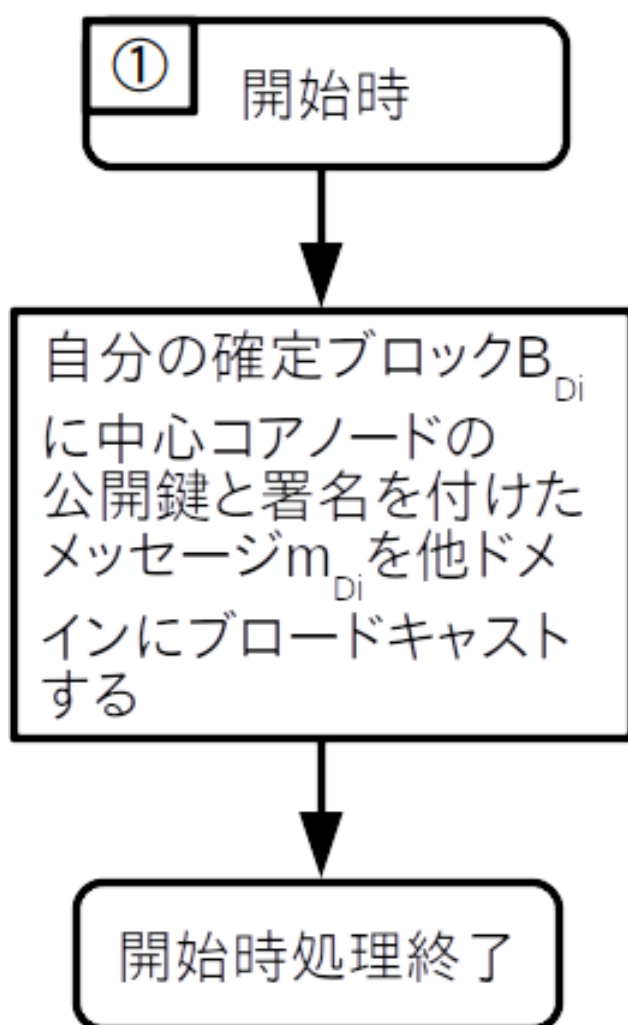 ①
開始時
自分の確定ブロックBDi
に中心コアノードの
公開鍵と署名を付けた
メッセージmDiを他ドメ
インにブロードキャスト
する
開始時処理終了